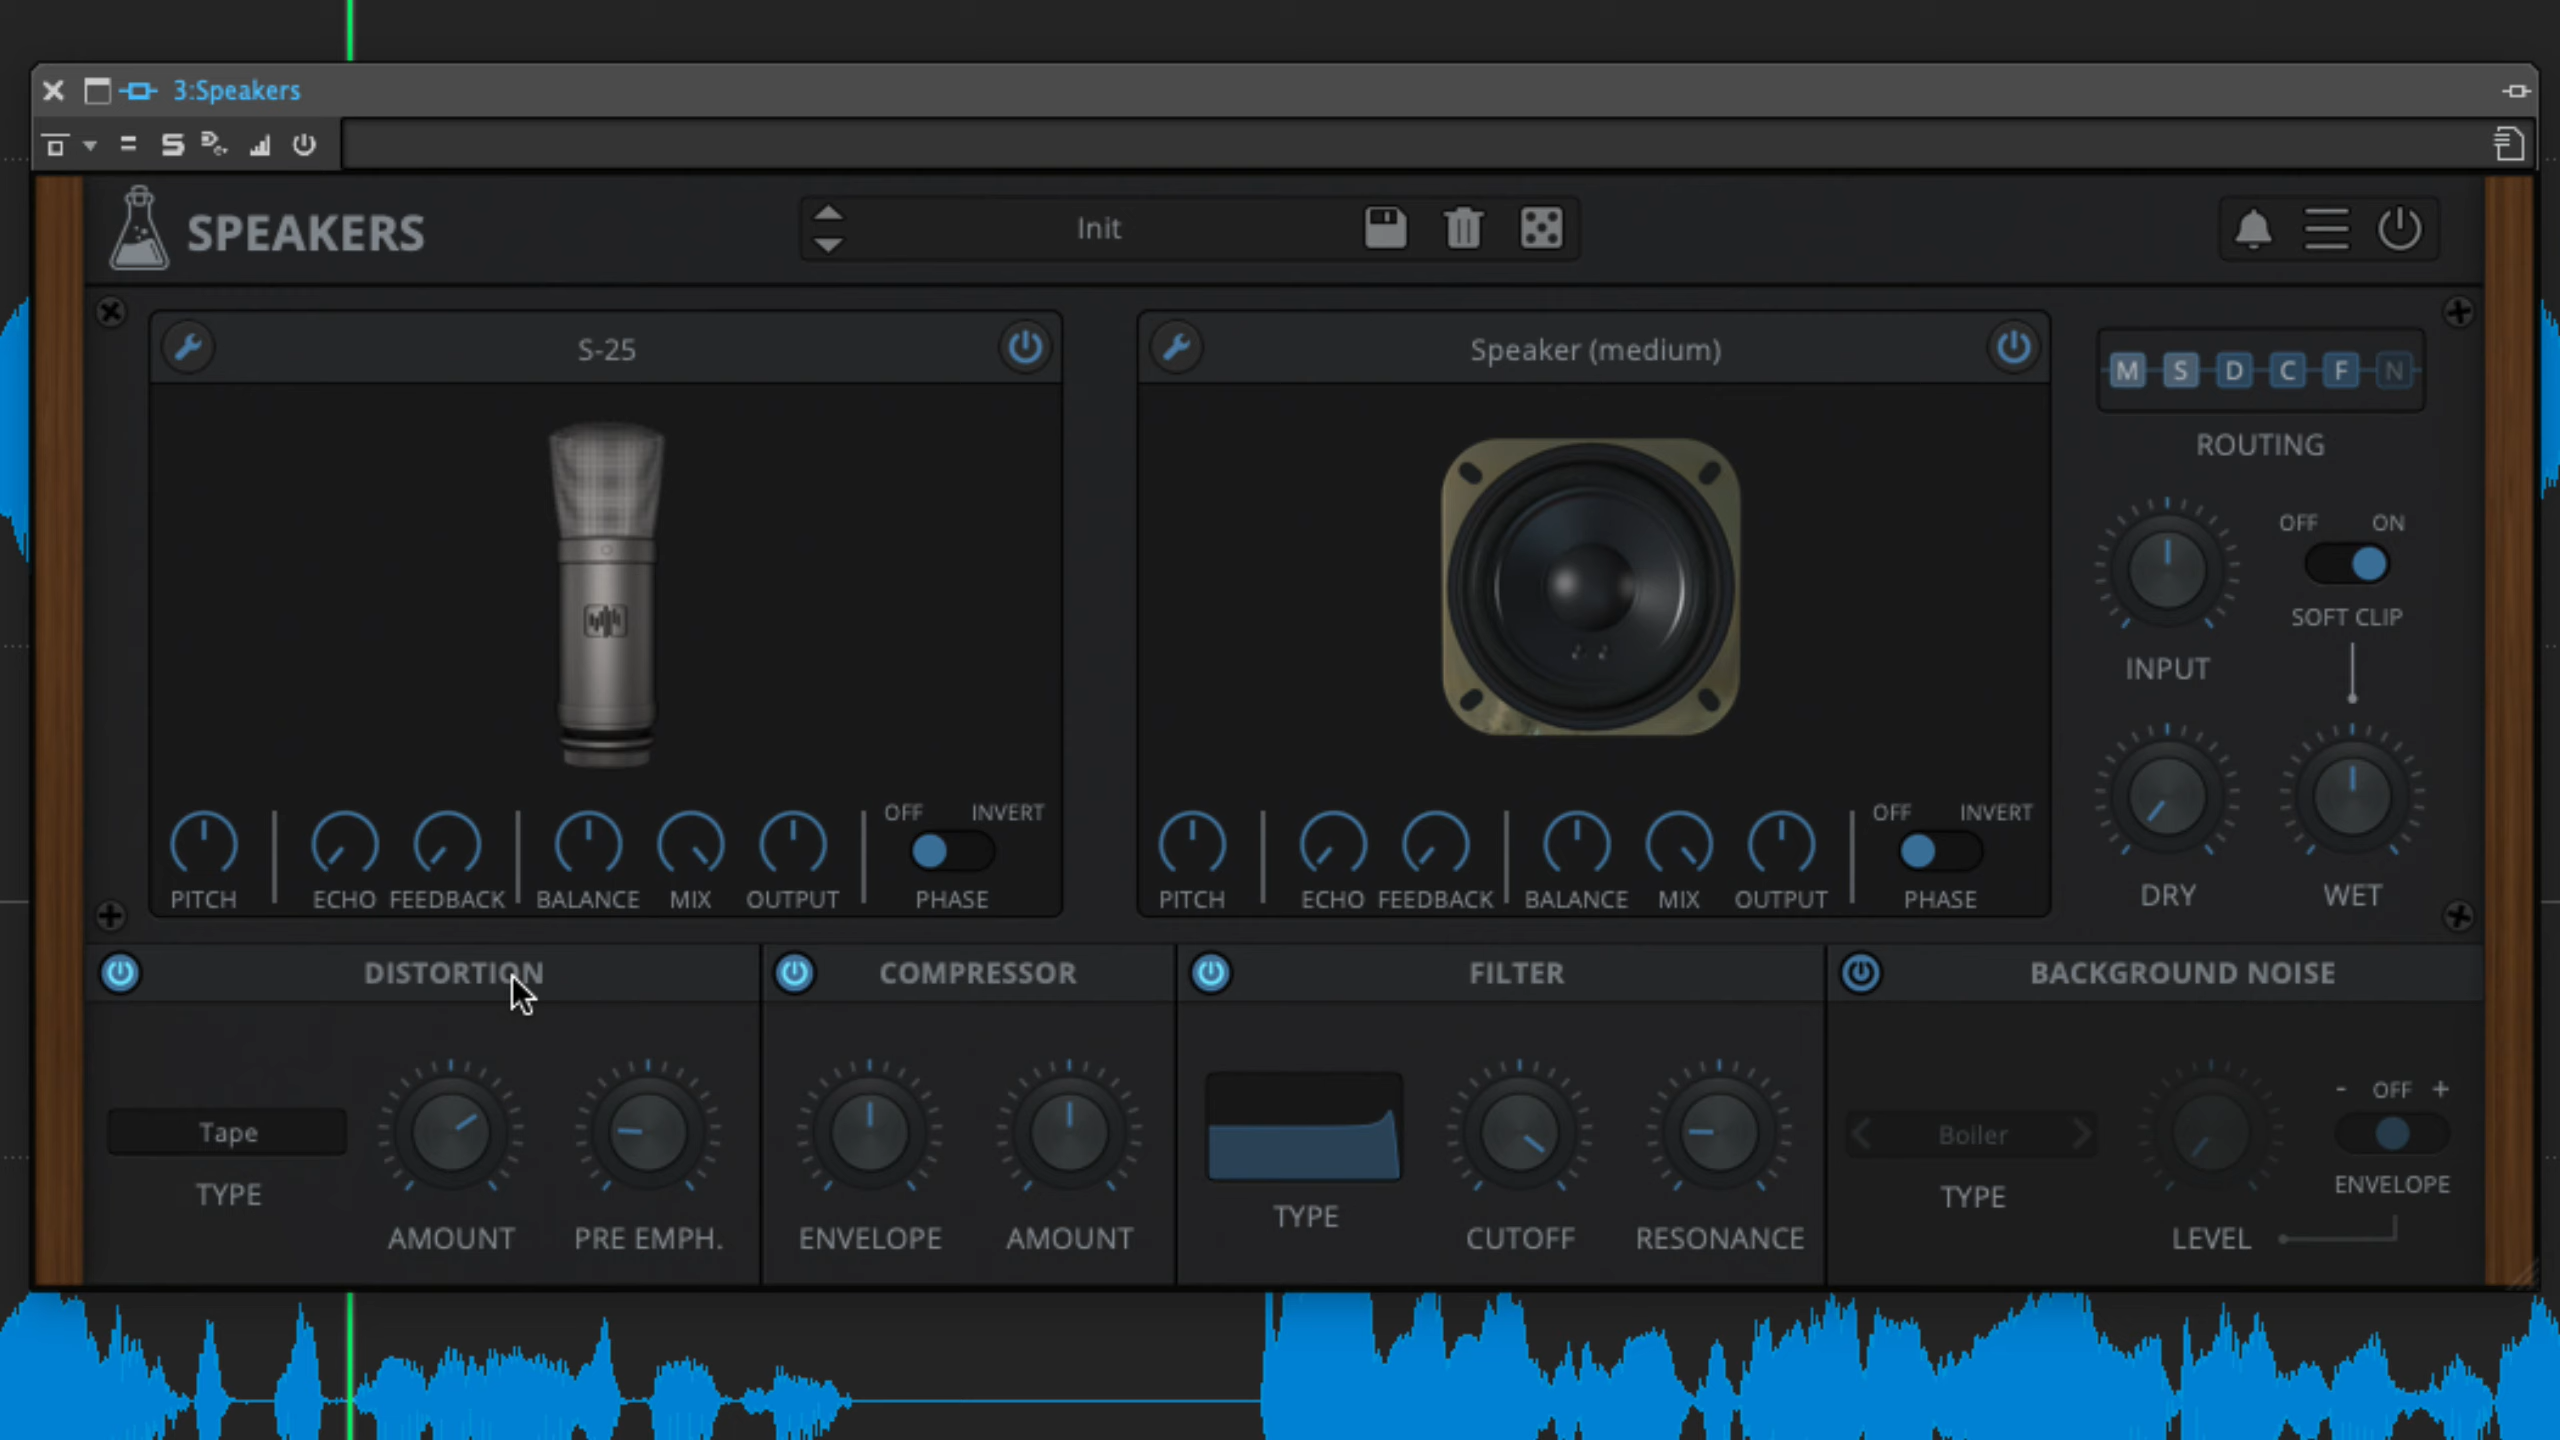 3:Speakers
SPEAKERS
Init
S-25
Speaker (medium)
M S D C F N
ROUTING
OFF ON
SOFT CLIP
INPUT
DRY
WET
OFF INVERT
PITCH ECHO FEEDBACK BALANCE MIX OUTPUT PHASE
OFF INVERT
PITCH ECHO FEEDBACK BALANCE MIX OUTPUT PHASE
DISTORTION
Tape
TYPE
AMOUNT
PRE EMPH.
COMPRESSOR
ENVELOPE
AMOUNT
FILTER
TYPE
CUTOFF
RESONANCE
BACKGROUND NOISE
Boiler
TYPE
LEVEL
- OFF +
ENVELOPE